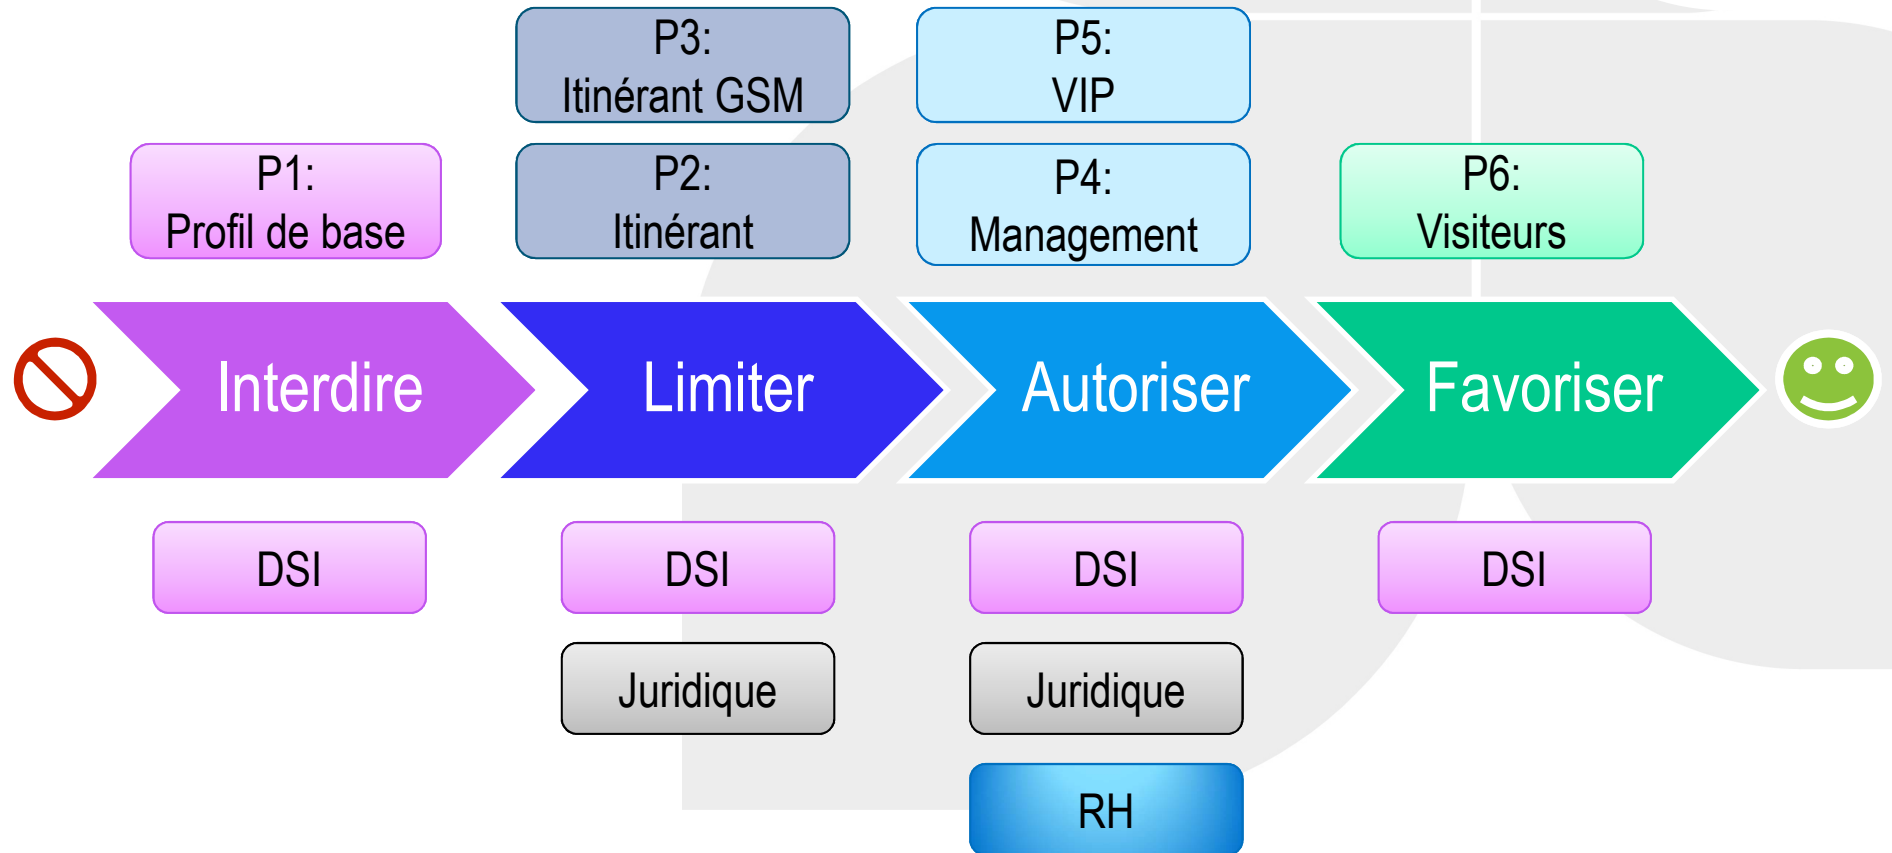 P3:
Itinérant GSM
P5:
VIP
P1:
Profil de base
P2:
Itinérant
P4:
Management
P6:
Visiteurs
Interdire
Limiter
Autoriser
Favoriser
DSI
DSI
DSI
DSI
Juridique
Juridique
RH